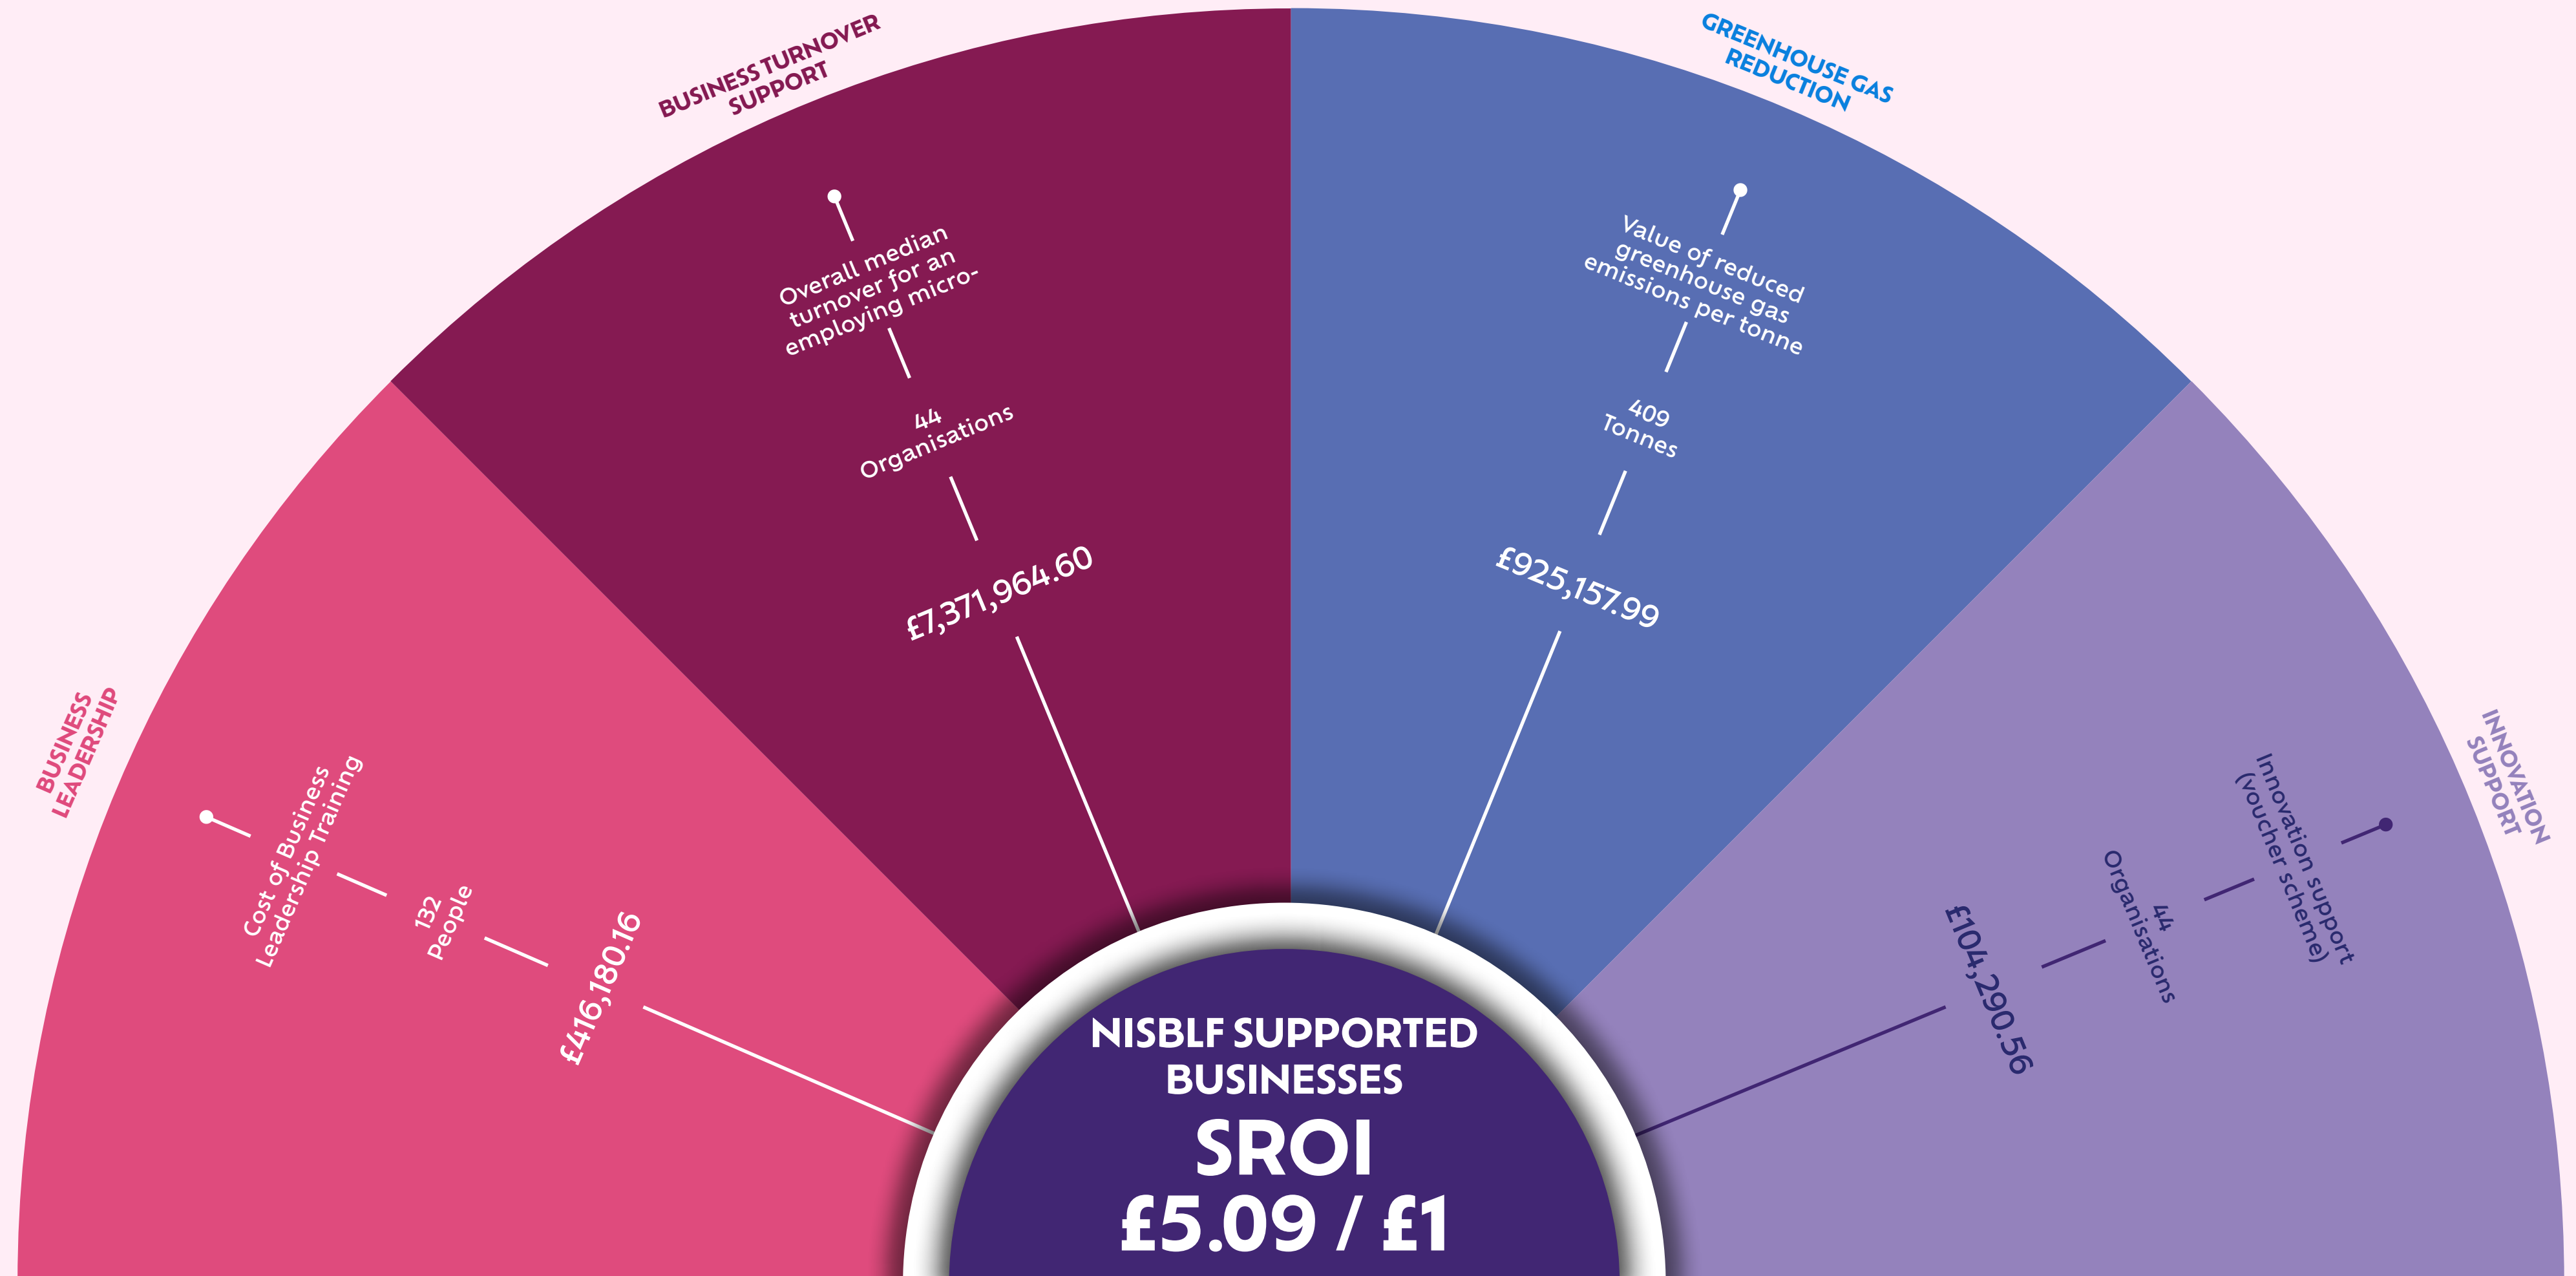 BUSINESS
LEADERSHIP
Cost of Business
Leadership Training
132
People
£416,180.16
BUSINESS TURNOVER
SUPPORT
Overall median
turnover for an
employing micro-
44
Organisations
£7,371,964.60
GREENHOUSE GAS
REDUCTION
Value of reduced
greenhouse gas
emissions per tonne
409
Tonnes
£925,157.99
INNOVATION
SUPPORT
Innovation support
(voucher scheme)
44
Organisations
£104,290.56
NISBLF SUPPORTED
BUSINESSES
SROI
£5.09 / £1